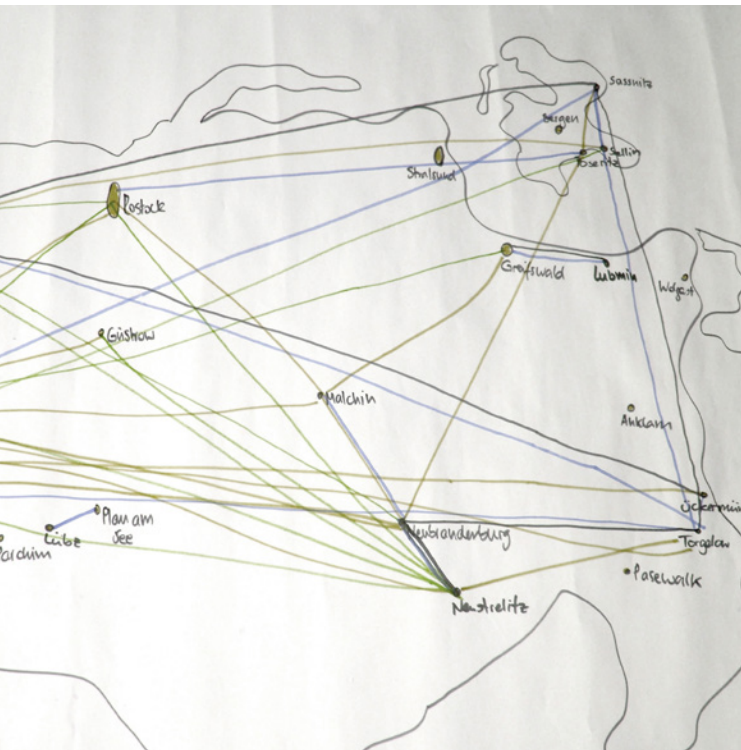 Sassnitz
Bergen
Sellin
Stralsund
Rostock
Greifswald
Lubmin
Wolgast
Güstrow
Malchin
Anklam
Plan am
See
Lübz
Parchim
Neubrandenburg
Torgelow
Pasewalk
Neustrelitz